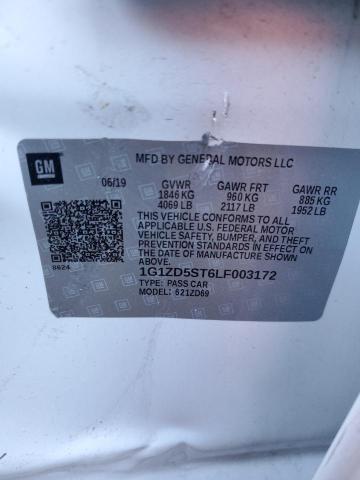 GM
MFD BY GENERAL MOTORS LLC
06/19 GVWR GAWR FRT GAWR RR
1846 KG 960 KG 885 KG
4069 LB 2117 LB 1952 LB
THIS VEHICLE CONFORMS TO ALL
APPLICABLE U.S. FEDERAL MOTOR
VEHICLE SAFETY, BUMPER, AND THEFT
PREVENTION STANDARDS IN EFFECT ON
THE DATE OF MANUFACTURE SHOWN ABOVE.
8624
1G1ZD5ST6LF003172
TYPE: PASS CAR
MODEL: 621ZD69